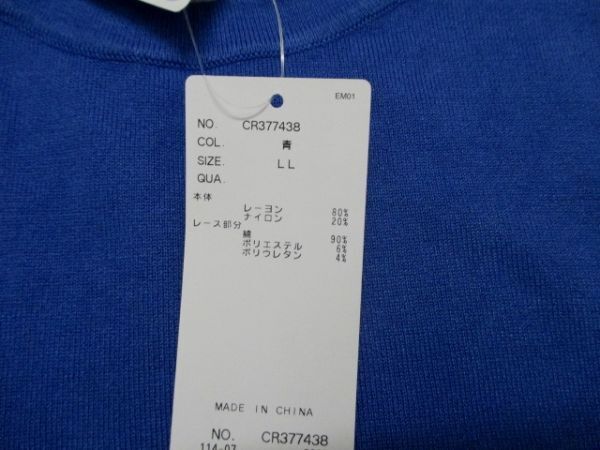 EM01
NO. CR377438
COL. 青
SIZE. LL
QUA.
本体
レーヨン 80%
ナイロン 20%
レース部分
綿 90%
ポリエステル 6%
ポリウレタン 4%
MADE IN CHINA
NO. CR377438
114-07